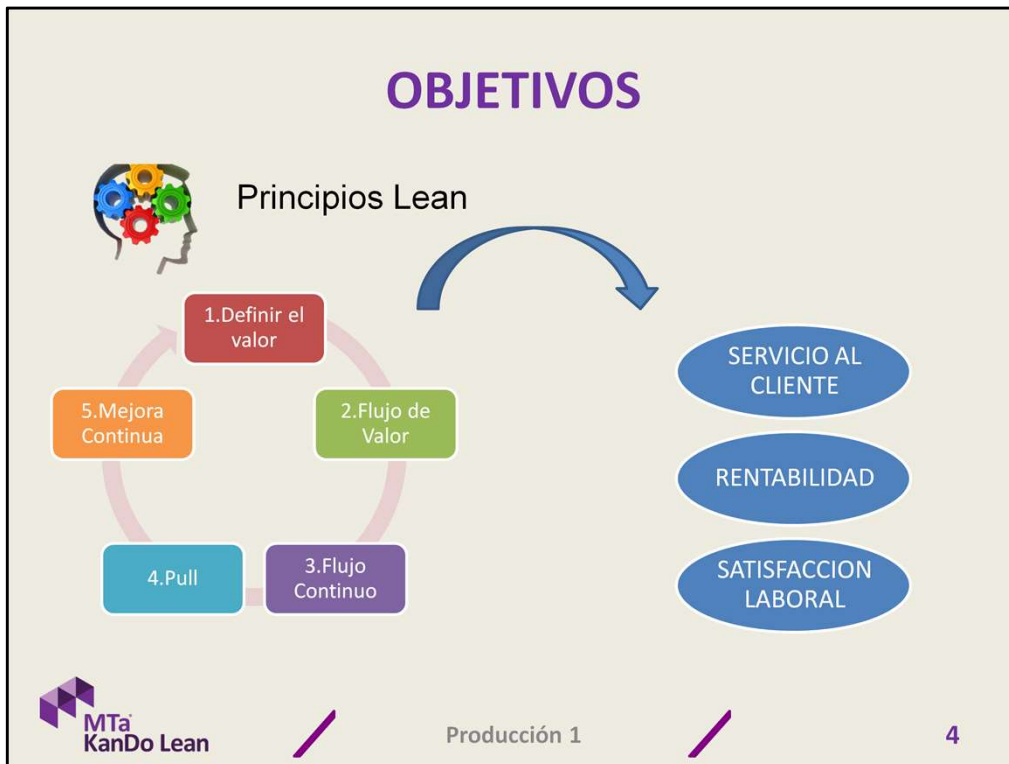 OBJETIVOS
Principios Lean
1.Definir el
valor
2.Flujo de
Valor
3.Flujo
Continuo
4.Pull
5.Mejora
Continua
SERVICIO AL
CLIENTE
RENTABILIDAD
SATISFACCION
LABORAL
MTa®
KanDo Lean
Producción 1
4